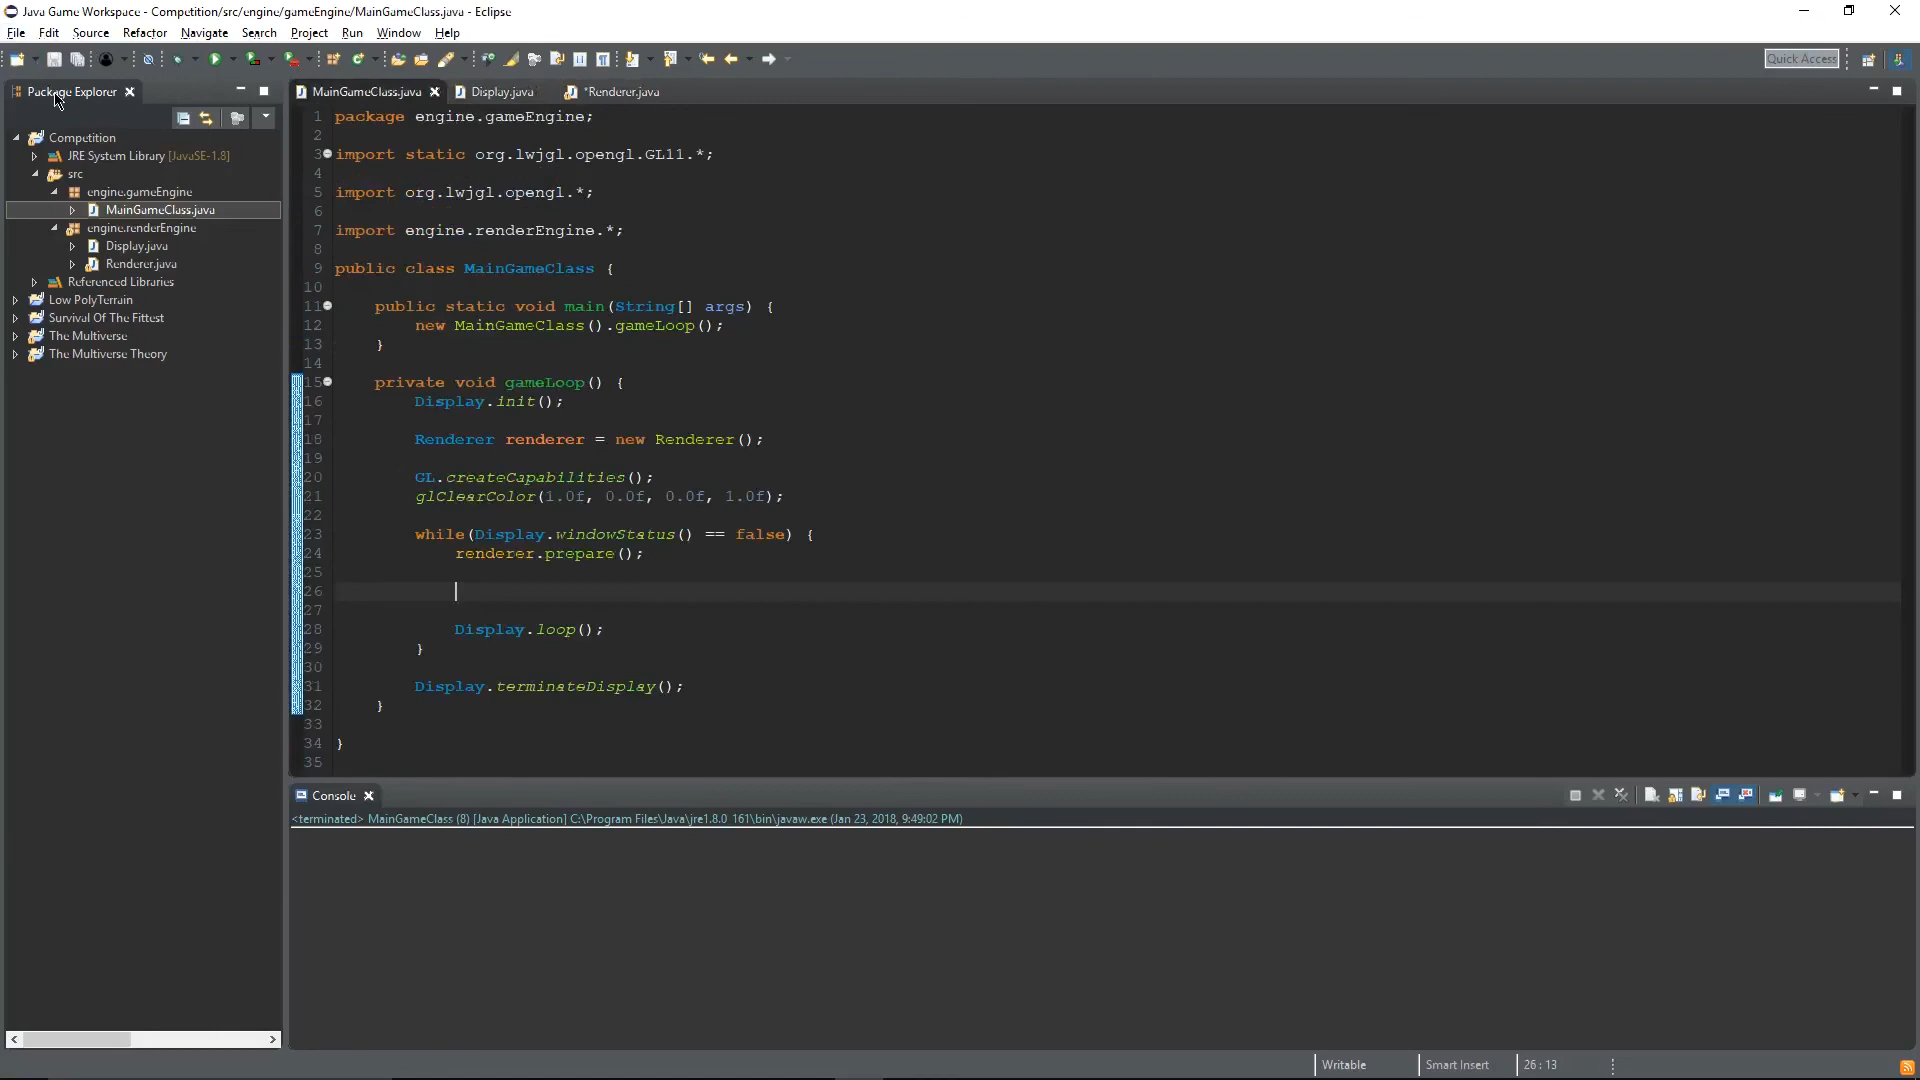 Java Game Workspace - Competition/src/engine/gameEngine/MainGameClass.java - Eclipse
File Edit Source Refactor Navigate Search Project Run Window Help
Quick Access
Package Explorer
MainGameClass.java Display.java *Renderer.java
Competition
JRE System Library [JavaSE-1.8]
src
engine.gameEngine
MainGameClass.java
engine.renderEngine
Display.java
Renderer.java
Referenced Libraries
Low PolyTerrain
Survival Of The Fittest
The Multiverse
The Multiverse Theory
1 package engine.gameEngine;
2
3 import static org.lwjgl.opengl.GL11.*;
4
5 import org.lwjgl.opengl.*;
6
7 import engine.renderEngine.*;
8
9 public class MainGameClass {
10
11 public static void main(String[] args) {
12 new MainGameClass().gameLoop();
13 }
14
15 private void gameLoop() {
16 Display.init();
17
18 Renderer renderer = new Renderer();
19
20 GL.createCapabilities();
21 glClearColor(1.0f, 0.0f, 0.0f, 1.0f);
22
23 while(Display.windowStatus() == false) {
24 renderer.prepare();
25
26
27
28 Display.loop();
29 }
30
31 Display.terminateDisplay();
32 }
33
34 }
35
Console
<terminated> MainGameClass (8) [Java Application] C:\Program Files\Java\jre1.8.0_161\bin\javaw.exe (Jan 23, 2018, 9:49:02 PM)
Writable Smart Insert 26 : 13